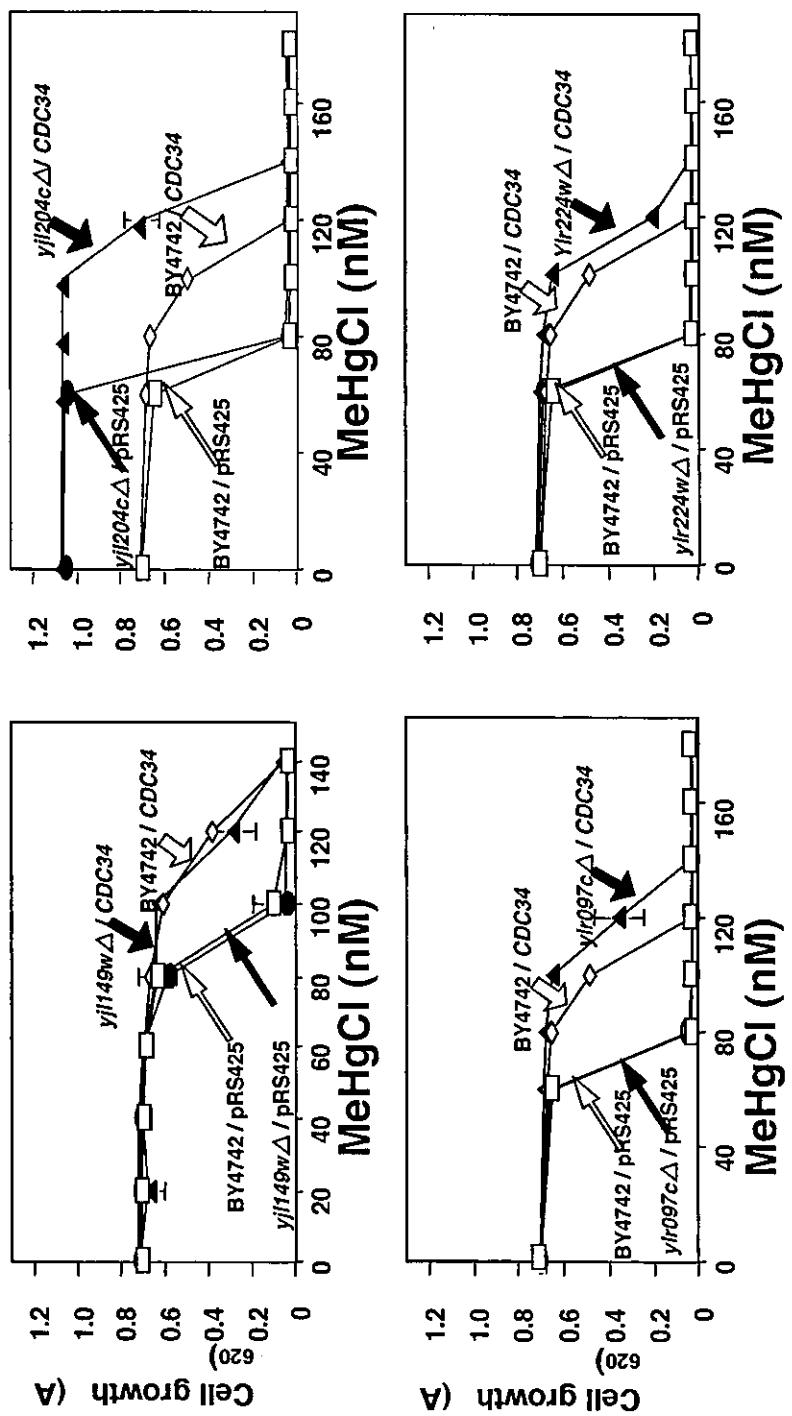 Cell growth (A620)
1.2
1.0
0.8
0.6
0.4
0.2
0
yjl149wΔ / CDC34
BY4742 / CDC34
BY4742 / pRS425
yjl149wΔ / pRS425
0 20 40 60 80 100 120 140
MeHgCl (nM)
1.2
1.0
0.8
0.6
0.4
0.2
0
yjl204cΔ/ CDC34
BY4742 / CDC34
yjl204cΔ / pRS425
BY4742 / pRS425
0 40 80 120 160
MeHgCl (nM)
Cell growth (A620)
1.2
1.0
0.8
0.6
0.4
0.2
0
BY4742 / CDC34
ylr097cΔ / CDC34
BY4742 / pRS425
ylr097cΔ / pRS425
0 40 80 120 160
MeHgCl (nM)
1.2
1.0
0.8
0.6
0.4
0.2
0
BY4742 / CDC34
Ylr224wΔ / CDC34
BY4742 / pRS425
ylr224wΔ / pRS425
0 40 80 120 160
MeHgCl (nM)